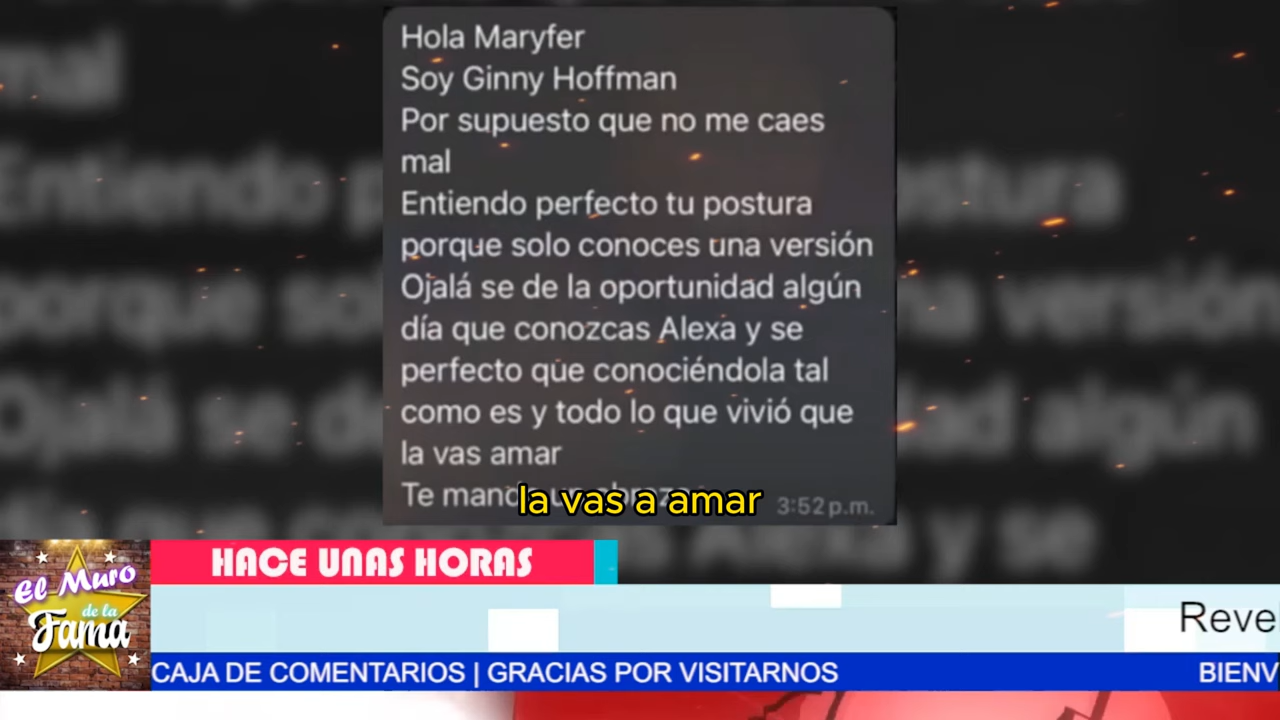 Hola Maryfer
Soy Ginny Hoffman
Por supuesto que no me caes
mal
Entiendo perfecto tu postura
porque solo conoces una versión
Ojalá se de la oportunidad algún
día que conozcas Alexa y se
perfecto que conociéndola tal
como es y todo lo que vivió que
la vas amar
Te mand
la vas a amar
3:52 p.m.
HACE UNAS HORAS
El Muro
de la
Fama
Reve
CAJA DE COMENTARIOS | GRACIAS POR VISITARNOS
BIENV